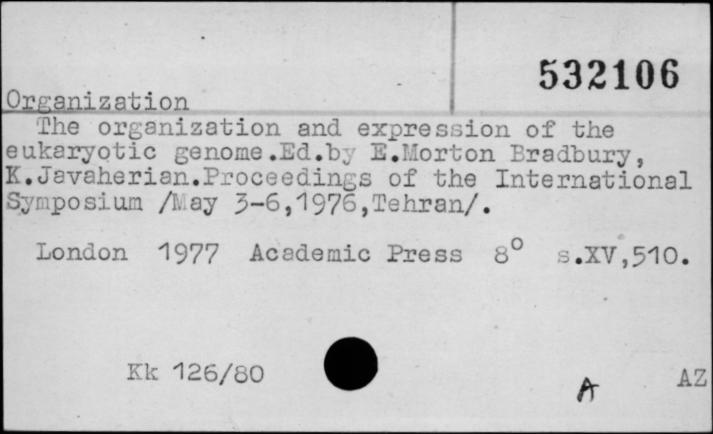 532106
Organization
The organization and expression of the
eukaryotic genome.Ed.by E.Morton Bradbury,
K.Javaherian.Proceedings of the International
Symposium /May 3-6,1976,Tehran/.
London 1977 Academic Press 8° s.XV,510.
Kk 126/80
A AZ